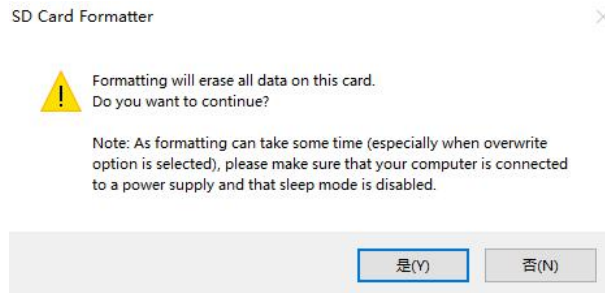 SD Card Formatter
Formatting will erase all data on this card.
Do you want to continue?
Note: As formatting can take some time (especially when overwrite
option is selected), please make sure that your computer is connected
to a power supply and that sleep mode is disabled.
是(Y)
否(N)